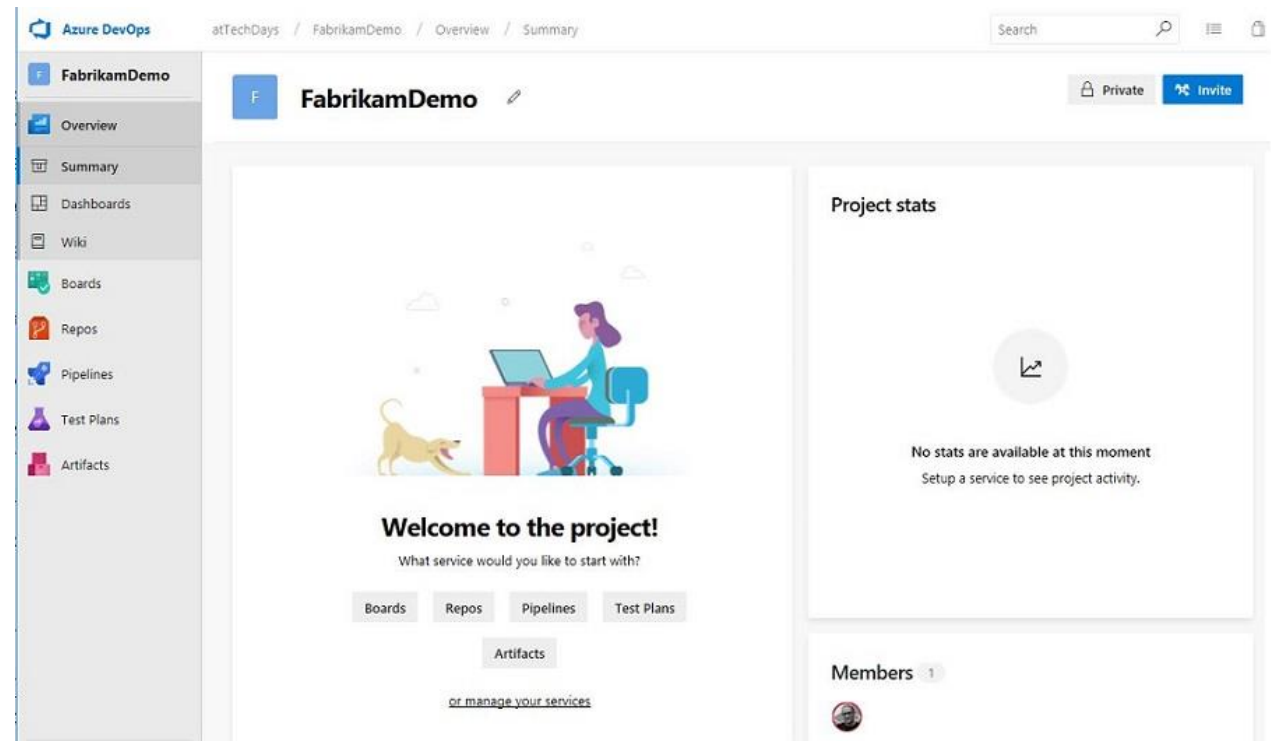 Azure DevOps
atTechDays / FabrikamDemo / Overview / Summary
Search
F FabrikamDemo
Overview
Summary
Dashboards
Wiki
Boards
Repos
Pipelines
Test Plans
Artifacts
F FabrikamDemo
Private
Invite
Welcome to the project!
What service would you like to start with?
Boards Repos Pipelines Test Plans
Artifacts
or manage your services
Project stats
No stats are available at this moment
Setup a service to see project activity.
Members 1